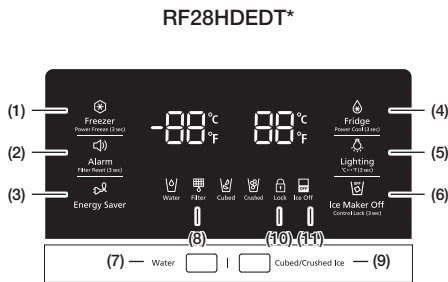 RF28HDEDT*
(1) Freezer
Power Freeze (3 sec)
(2) Alarm
Filter Reset (3 sec)
(3) Energy Saver
-88 °C °F
88 °C °F
Fridge (4)
Power Cool (3 sec)
Lighting (5)
°C↔°F(3 sec)
OFF
Ice Maker Off (6)
Control Lock (3 sec)
Water Filter Cubed Crushed Lock Ice Off
(8) (10) (11)
(7) Water | Cubed/Crushed Ice (9)